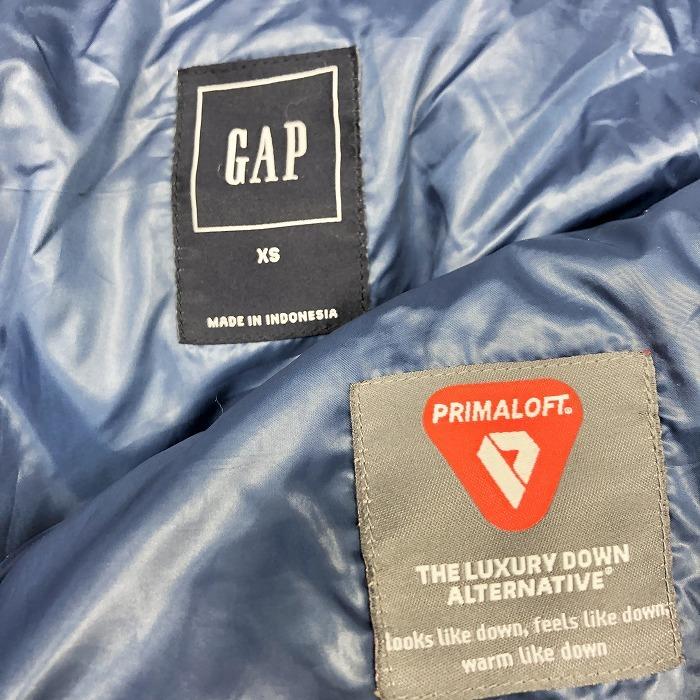 GAP
XS
MADE IN INDONESIA
PRIMALOFT®
THE LUXURY DOWN
ALTERNATIVE®
looks like down, feels like down,
warm like down